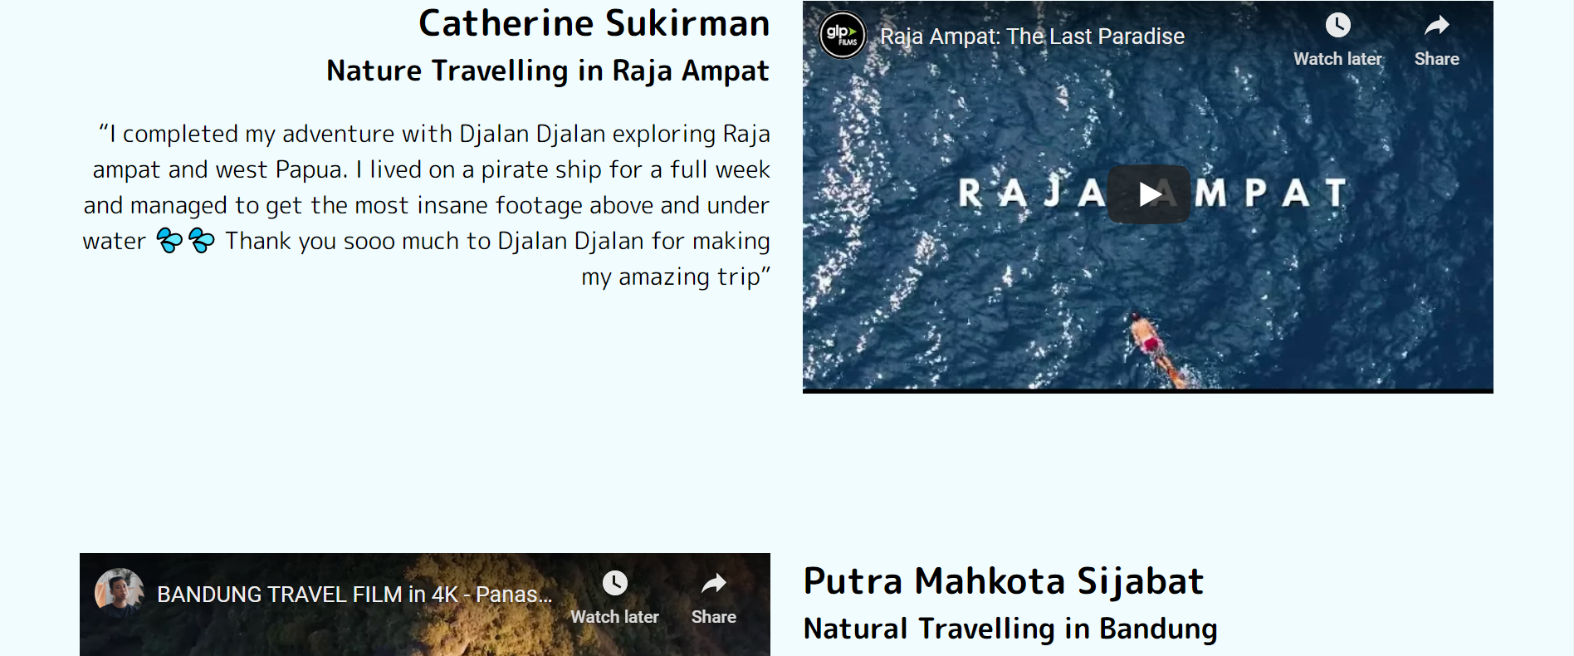 Catherine Sukirman
Nature Travelling in Raja Ampat
“I completed my adventure with Djalan Djalan exploring Raja
ampat and west Papua. I lived on a pirate ship for a full week
and managed to get the most insane footage above and under
water 💦💦 Thank you sooo much to Djalan Djalan for making
my amazing trip”
glp
FILMS
Raja Ampat: The Last Paradise
Watch later
Share
RAJA AMPAT
BANDUNG TRAVEL FILM in 4K - Panas...
Watch later
Share
Putra Mahkota Sijabat
Natural Travelling in Bandung